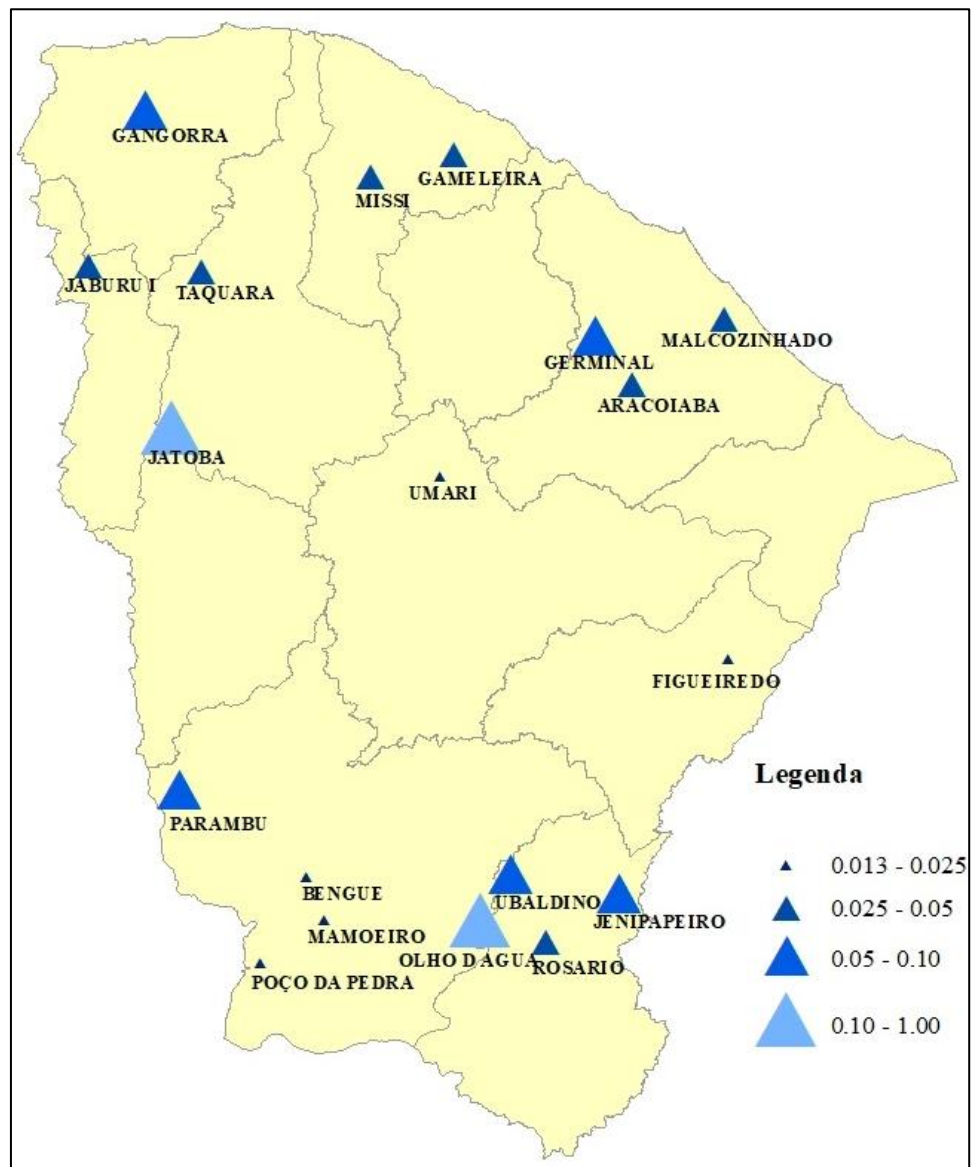 GANGORRA
GAMELEIRA
MISSI
JABURU I
TAQUARA
MALCOZINHADO
GERMINAL
ARACOIABA
JATOBA
UMARI
FIGUEIREDO
PARAMBU
BENGUE
UBALDINO
JENIPAPEIRO
MAMOEIRO
OLHO D AGUA
ROSARIO
POÇO DA PEDRA
Legenda
0.013 - 0.025
0.025 - 0.05
0.05 - 0.10
0.10 - 1.00